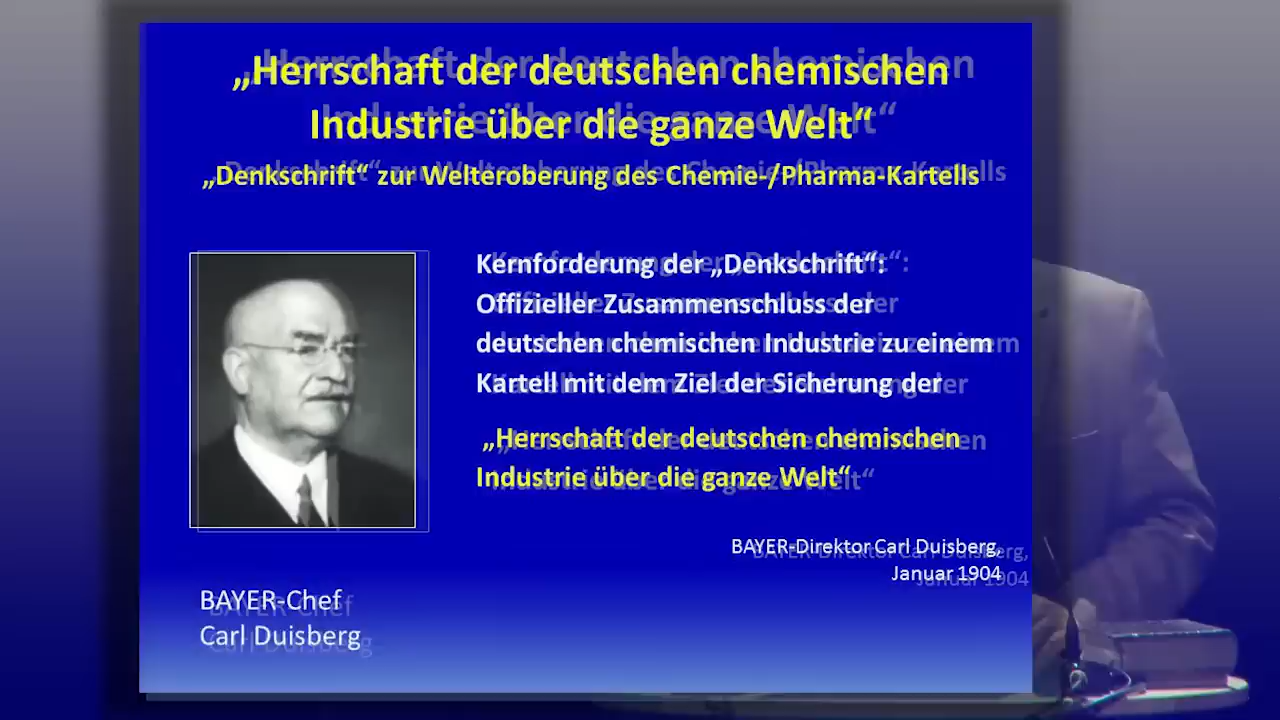 „Herrschaft der deutschen chemischen
Industrie über die ganze Welt“
„Denkschrift“ zur Welteroberung des Chemie-/Pharma-Kartells
Kernforderung der „Denkschrift“:
Offizieller Zusammenschluss der
deutschen chemischen Industrie zu einem
Kartell mit dem Ziel der Sicherung der
„Herrschaft der deutschen chemischen
Industrie über die ganze Welt“
BAYER-Direktor Carl Duisberg,
Januar 1904
BAYER-Chef
Carl Duisberg